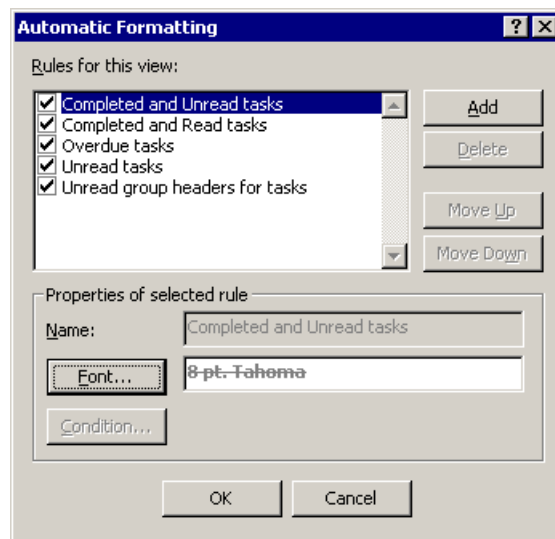 Automatic Formatting
Rules for this view:
Completed and Unread tasks
Completed and Read tasks
Overdue tasks
Unread tasks
Unread group headers for tasks
Add
Delete
Move Up
Move Down
Properties of selected rule
Name:
Completed and Unread tasks
Font...
8 pt. Tahoma
Condition...
OK
Cancel